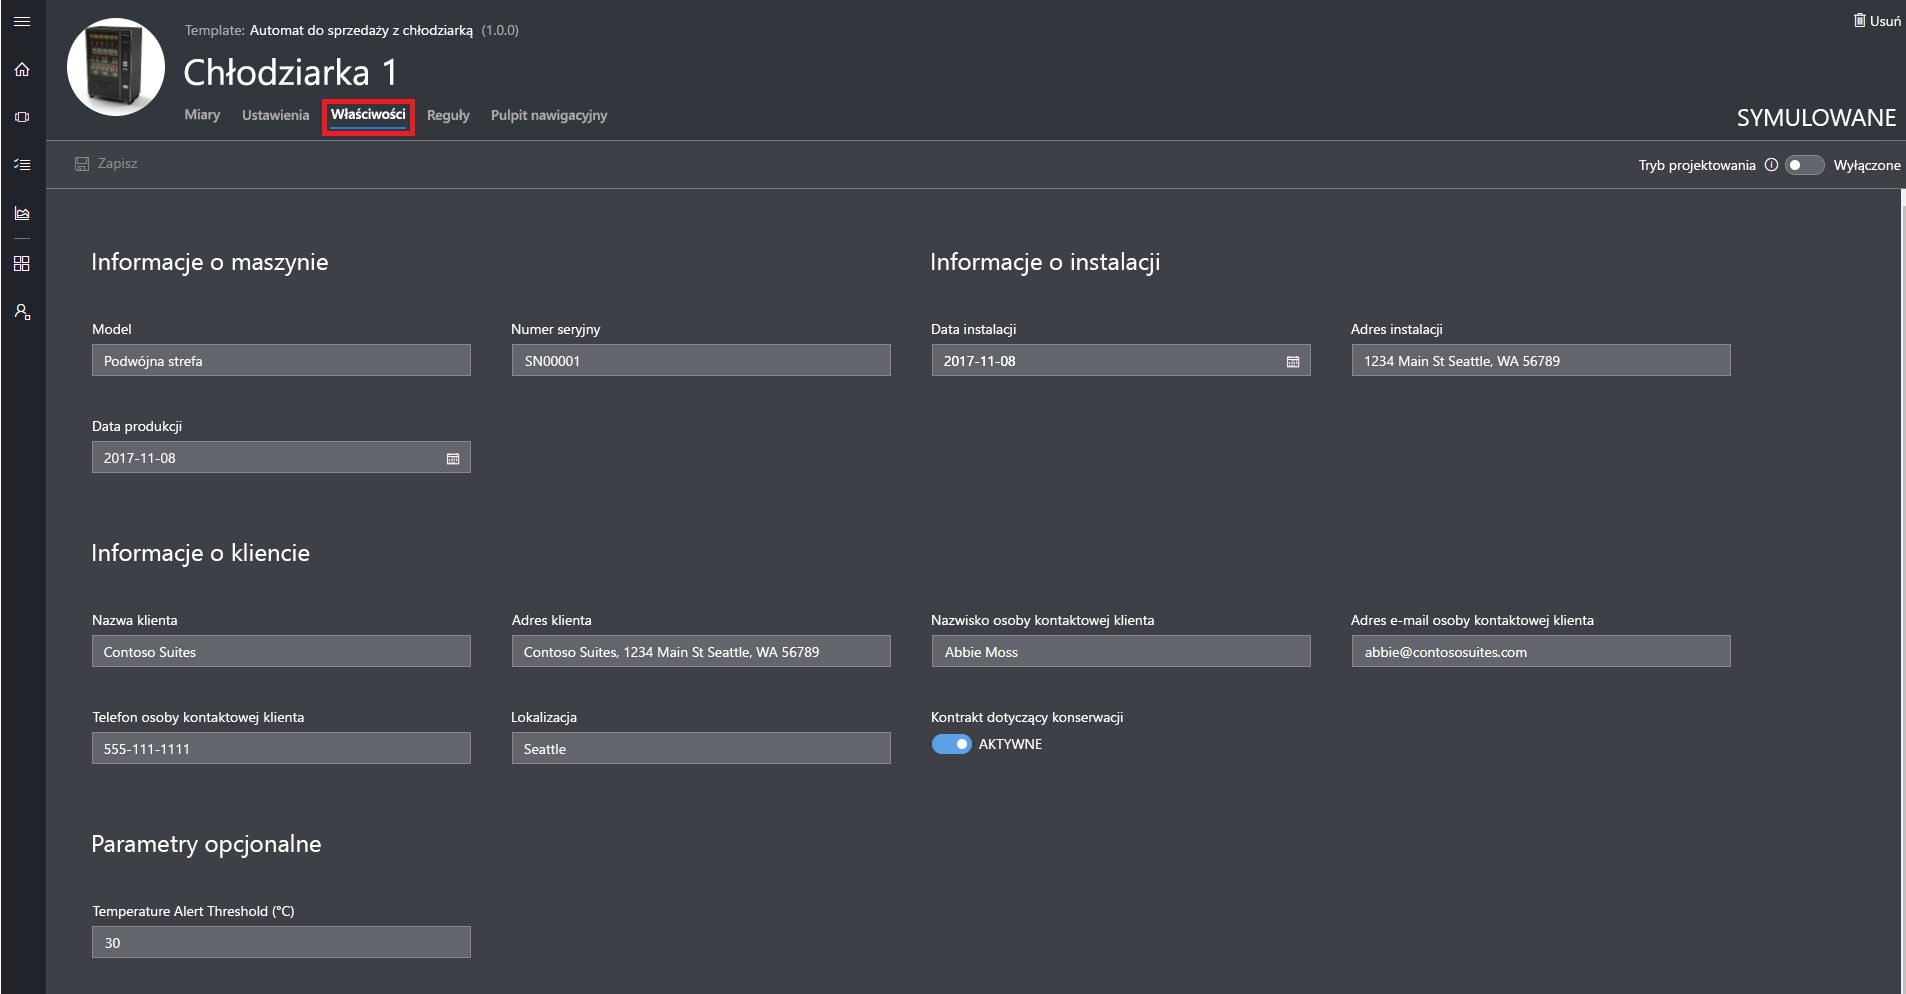 Template: Automat do sprzedaży z chłodziarką (1.0.0)
Usuń
Chłodziarka 1
Miary Ustawienia Właściwości Reguły Pulpit nawigacyjny
SYMULOWANE
Zapisz
Tryb projektowania Wyłączone
Informacje o maszynie
Informacje o instalacji
Model
Numer seryjny
Data instalacji
Adres instalacji
Podwójna strefa
SN00001
2017-11-08
1234 Main St Seattle, WA 56789
Data produkcji
2017-11-08
Informacje o kliencie
Nazwa klienta
Adres klienta
Nazwisko osoby kontaktowej klienta
Adres e-mail osoby kontaktowej klienta
Contoso Suites
Contoso Suites, 1234 Main St Seattle, WA 56789
Abbie Moss
abbie@contososuites.com
Telefon osoby kontaktowej klienta
Lokalizacja
Kontrakt dotyczący konserwacji
555-111-1111
Seattle
AKTYWNE
Parametry opcjonalne
Temperature Alert Threshold (°C)
30